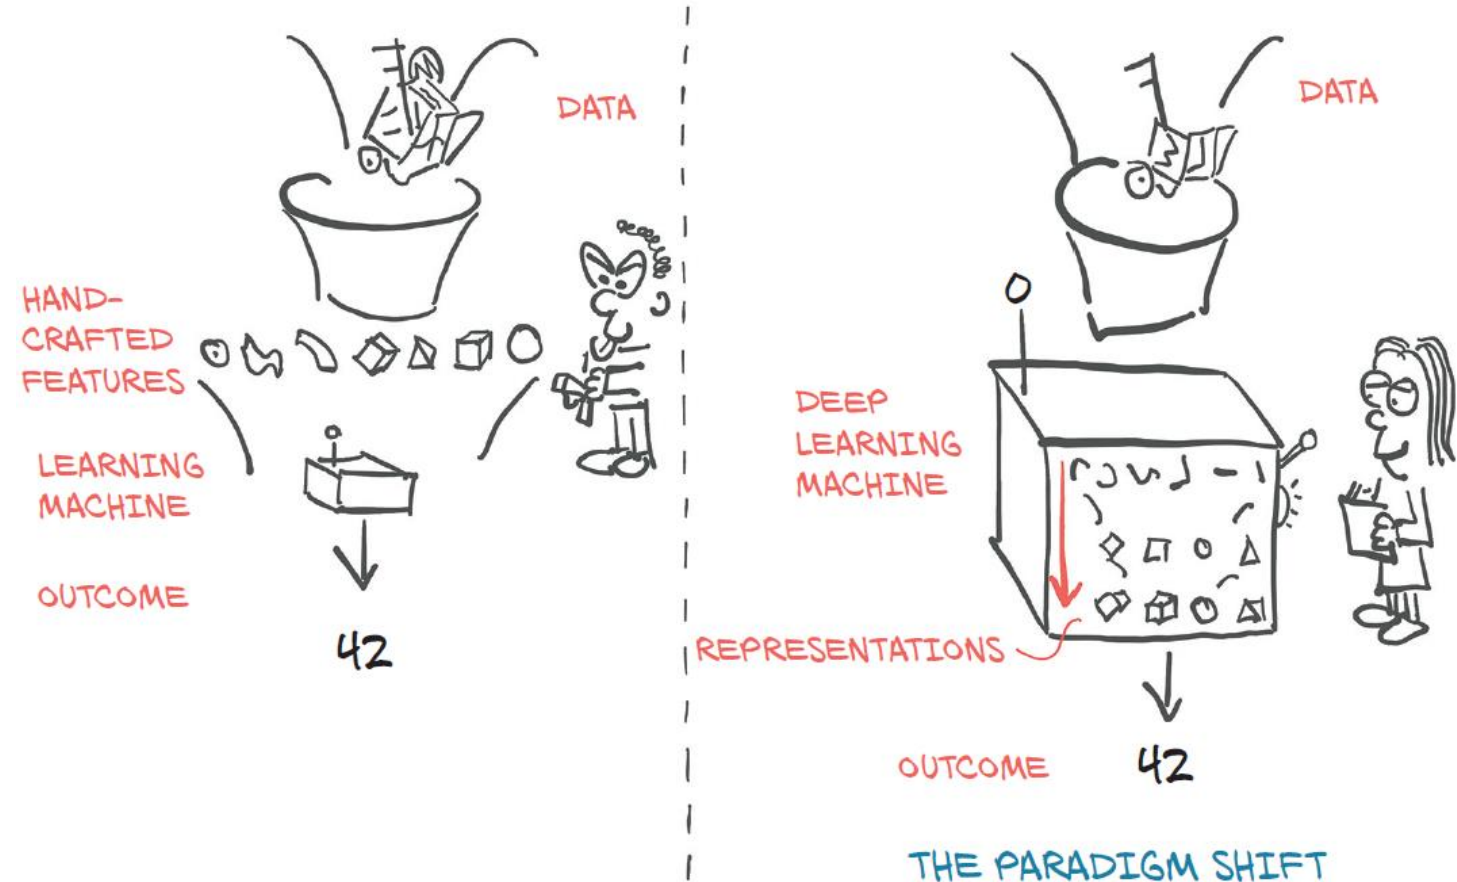 DATA
HAND-
CRAFTED
FEATURES
LEARNING
MACHINE
OUTCOME
42
DATA
DEEP
LEARNING
MACHINE
REPRESENTATIONS
OUTCOME
42
THE PARADIGM SHIFT